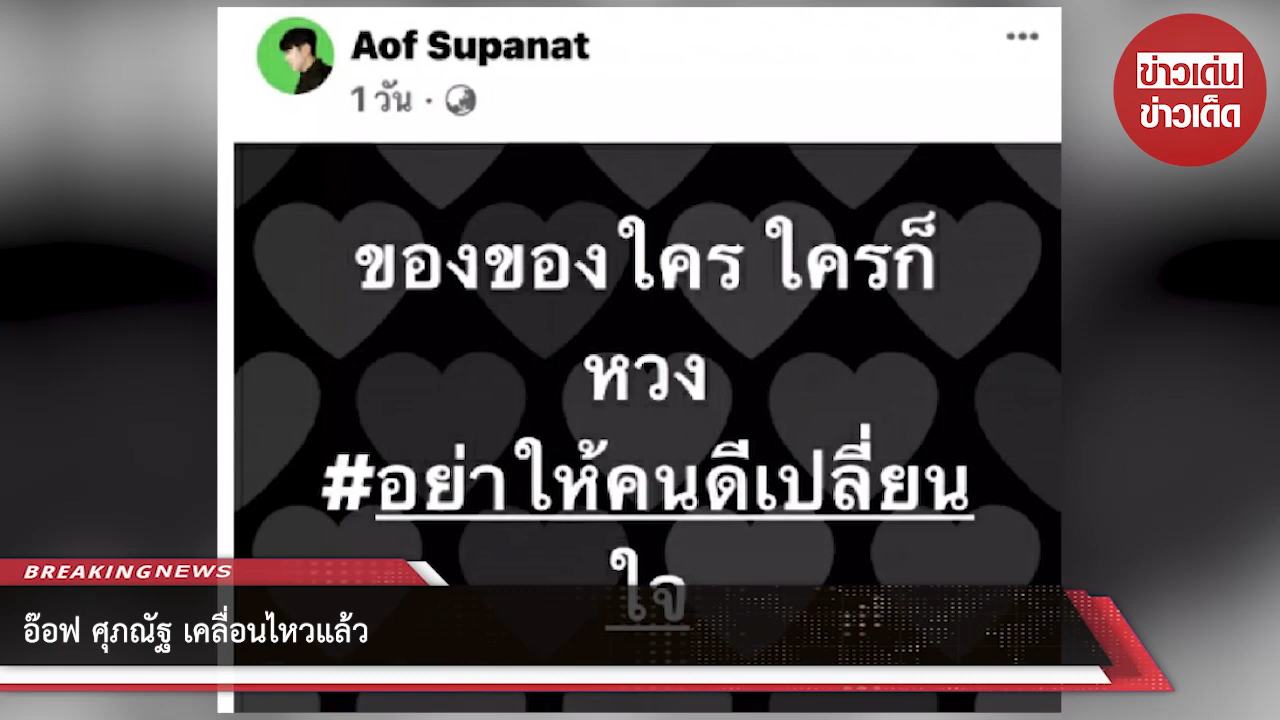 Aof Supanat
1 วัน ·
ข่าวเด่น
ข่าวเด็ด
ของของใคร ใครก็
หวง
#อย่าให้คนดีเปลี่ยน
ใจ
BREAKING NEWS
อ๊อฟ ศุภณัฐ เคลื่อนไหวแล้ว